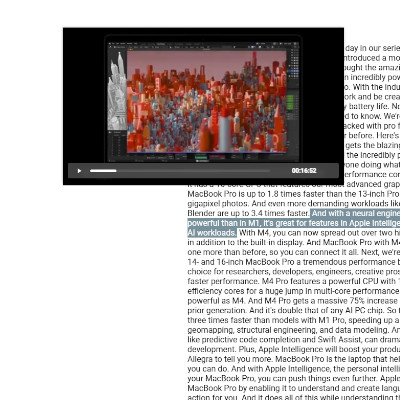 day in our serie
introduced a mo
ought the amazi
n incredibly pow
o. With the indu
ork and be crea
y battery life. No
ed to know. We'r
acked with pro f
r before. Here's
gets the blazing
the incredibly p
yone doing what
erformance cor
advanced grap
MacBook Pro is up to 1.8 times faster than the 13-inch Pro
gigapixel photos. And even more demanding workloads like
Blender are up to 3.4 times faster. And with a neural engine
powerful than in M1, it's great for features in Apple Intellige
AI workloads. With M4, you can now spread out over two hi
in addition to the built in display. And MacBook Pro with M4
one more than before, so you can connect it all. Next, we're
14- and 16-inch MacBook Pro a tremendous performance b
choice for researchers, developers, engineers, creative pros
faster performance. M4 Pro features a powerful CPU with 1
efficiency cores for a huge jump in multi-core performance
powerful as M4. And M4 Pro gets a massive 75% increase
prior generation. And it's double that of any AI PC chip. So t
three times faster than models with M1 Pro, speeding up a
geomapping, structural engineering, and data modeling. An
like predictive code completion and Swift Assist, can drama
development. Plus, Apple Intelligence will boost your produ
Allegra to tell you more. MacBook Pro is the laptop that hel
you can do. And with Apple Intelligence, the personal intelli
your MacBook Pro, you can push things even further. Apple
MacBook Pro by enabling it to understand and create langu
action for you. And it does all of this while understanding t
00:16:52